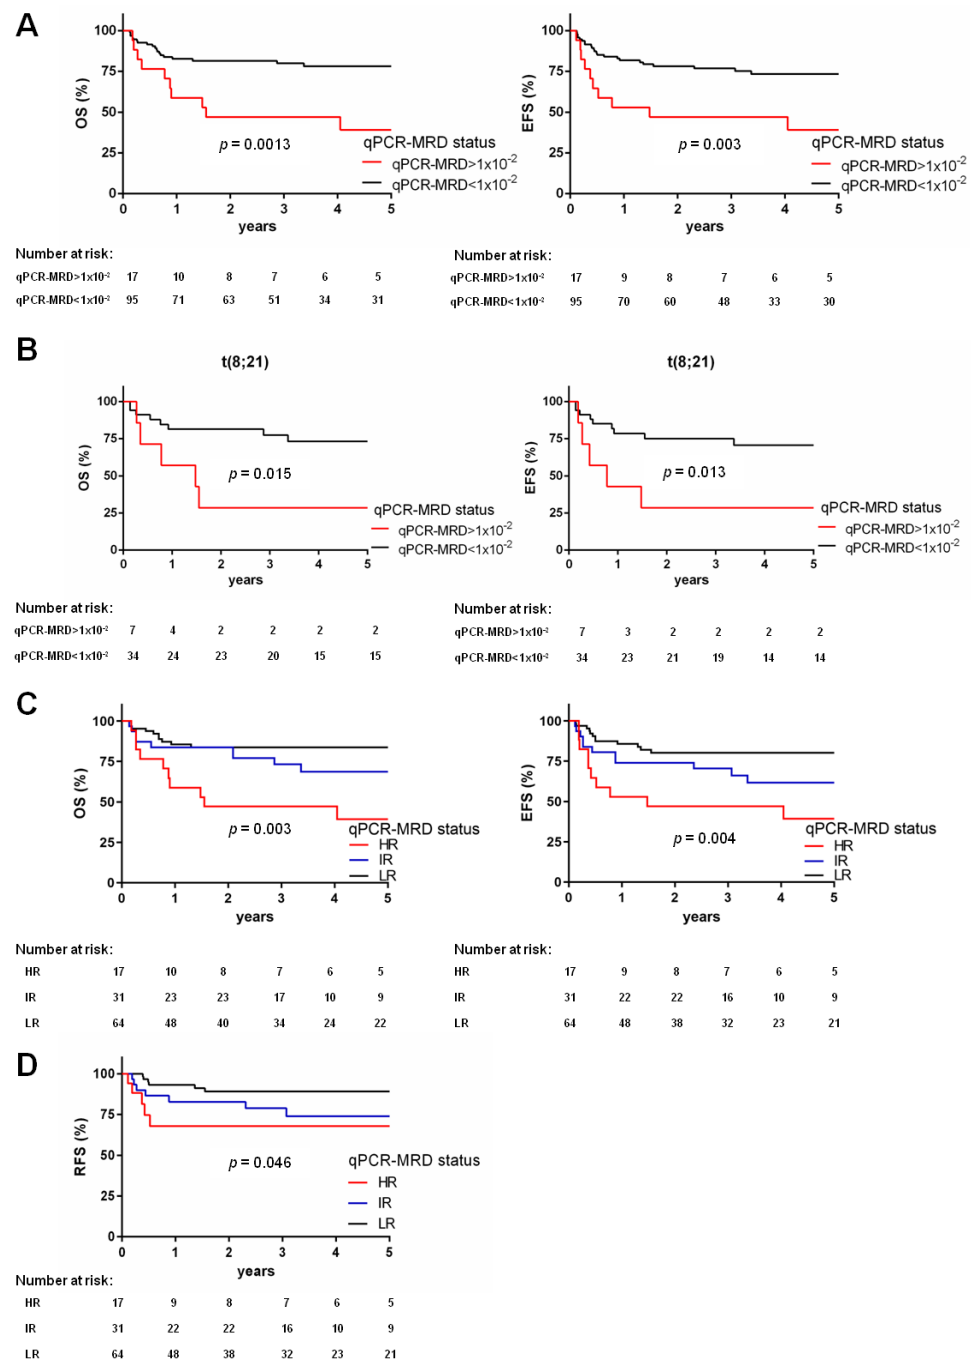 A
100
75
50
25
0
OS (%)
p = 0.0013
qPCR-MRD status
qPCR-MRD>1x10⁻²
qPCR-MRD<1x10⁻²
0 1 2 3 4 5
years
100
75
50
25
0
EFS (%)
p = 0.003
qPCR-MRD status
qPCR-MRD>1x10⁻²
qPCR-MRD<1x10⁻²
0 1 2 3 4 5
years
Number at risk:
qPCR-MRD>1x10⁻² 17 10 8 7 6 5
qPCR-MRD<1x10⁻² 95 71 63 51 34 31
Number at risk:
qPCR-MRD>1x10⁻² 17 9 8 7 6 5
qPCR-MRD<1x10⁻² 95 70 60 48 33 30
B
t(8;21)
100
75
50
25
0
OS (%)
p = 0.015
qPCR-MRD status
qPCR-MRD>1x10⁻²
qPCR-MRD<1x10⁻²
0 1 2 3 4 5
years
t(8;21)
100
75
50
25
0
EFS (%)
p = 0.013
qPCR-MRD status
qPCR-MRD>1x10⁻²
qPCR-MRD<1x10⁻²
0 1 2 3 4 5
years
Number at risk:
qPCR-MRD>1x10⁻² 7 4 2 2 2 2
qPCR-MRD<1x10⁻² 34 24 23 20 15 15
Number at risk:
qPCR-MRD>1x10⁻² 7 3 2 2 2 2
qPCR-MRD<1x10⁻² 34 23 21 19 14 14
C
100
75
50
25
0
OS (%)
p = 0.003
qPCR-MRD status
HR
IR
LR
0 1 2 3 4 5
years
100
75
50
25
0
EFS (%)
p = 0.004
qPCR-MRD status
HR
IR
LR
0 1 2 3 4 5
years
Number at risk:
HR 17 10 8 7 6 5
IR 31 23 23 17 10 9
LR 64 48 40 34 24 22
Number at risk:
HR 17 9 8 7 6 5
IR 31 22 22 16 10 9
LR 64 48 38 32 23 21
D
100
75
50
25
0
RFS (%)
p = 0.046
qPCR-MRD status
HR
IR
LR
0 1 2 3 4 5
years
Number at risk:
HR 17 9 8 7 6 5
IR 31 22 22 16 10 9
LR 64 48 38 32 23 21